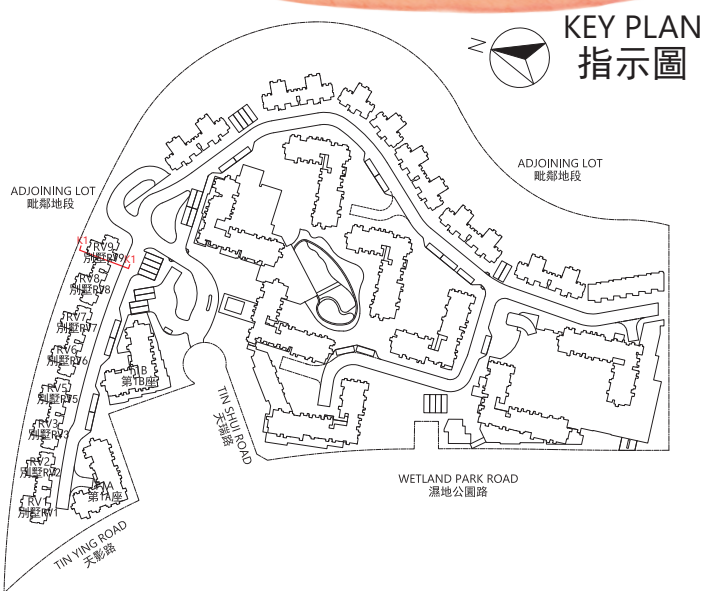 KEY PLAN
指示圖
N
ADJOINING LOT
毗鄰地段
ADJOINING LOT
毗鄰地段
K1
K1
RV9
別墅RV9
RV8
別墅RV8
RV7
別墅RV7
RV6
別墅RV6
RV5
別墅RV5
RV3
別墅RV3
RV2
別墅RV2
RV1
別墅RV1
T1B
第1B座
T1A
第1A座
TIN SHUI ROAD
天瑞路
WETLAND PARK ROAD
濕地公園路
TIN YING ROAD
天影路